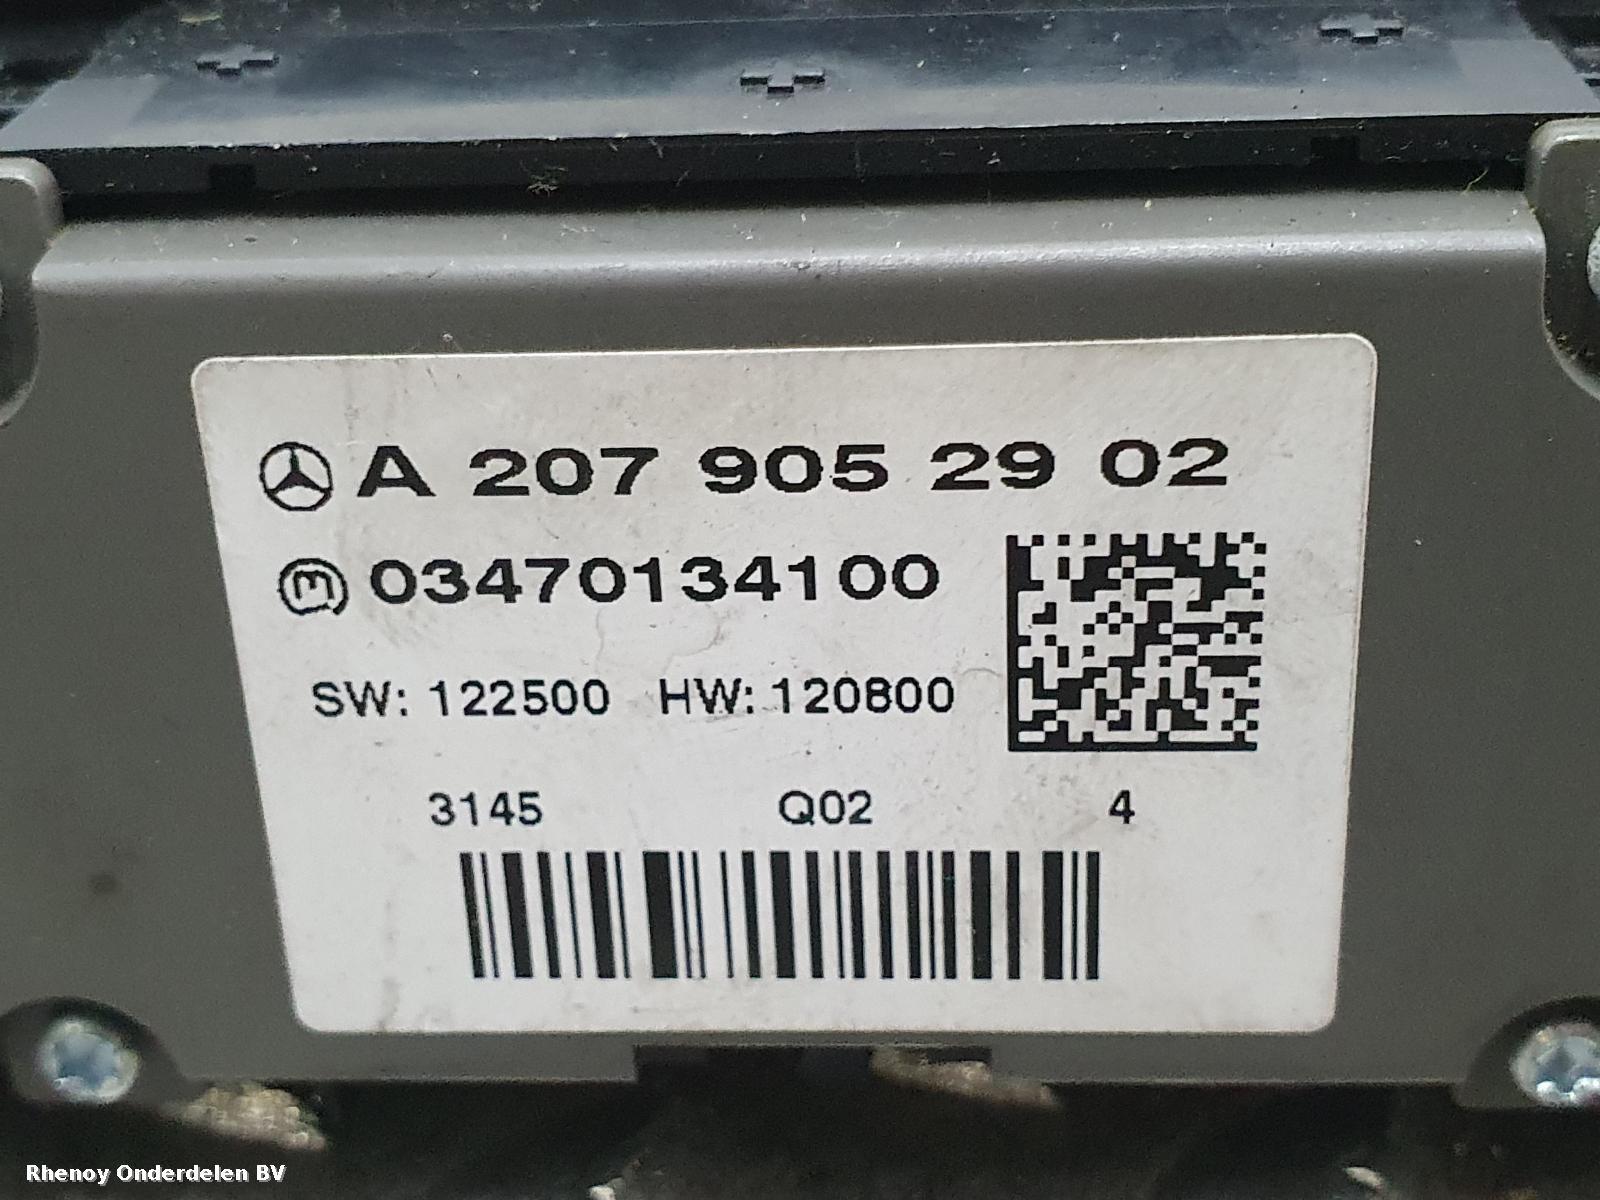 A 207 905 29 02
03470134100
SW: 122500 HW: 120800
3145 Q02 4
Rhenoy Onderdelen BV